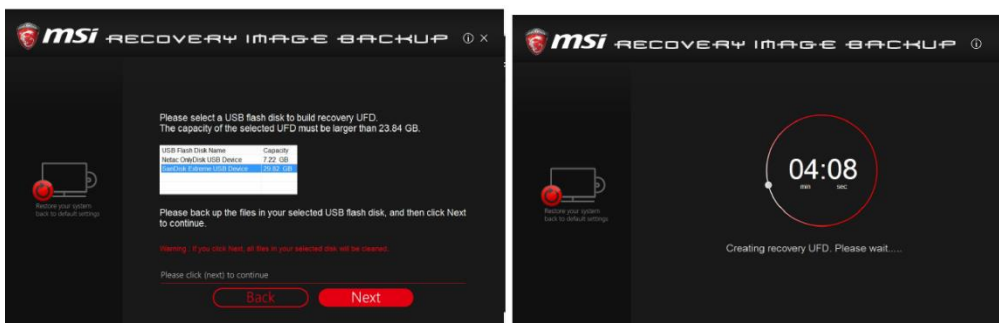 msi RECOVERY IMAGE BACKUP
Please select a USB flash disk to build recovery UFD.
The capacity of the selected UFD must be larger than 23.84 GB.
USB Flash Disk Name Capacity
Netac OnlyDisk USB Device 7.22 GB
SanDisk Extreme USB Device 29.82 GB
Restore your system
back to default settings
Please back up the files in your selected USB flash disk, and then click Next
to continue.
Warning : If you click Next, all files in your selected disk will be cleaned.
Please click (next) to continue
Back Next
msi RECOVERY IMAGE BACKUP
04:08
min sec
Restore your system
back to default settings
Creating recovery UFD. Please wait.....